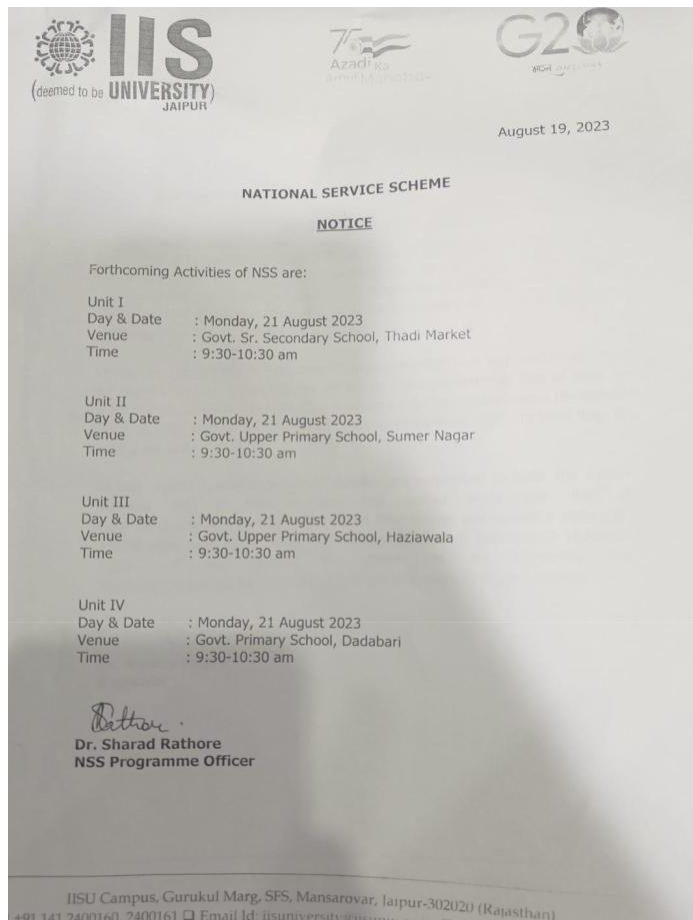 IIS
(deemed to be UNIVERSITY)
JAIPUR
75
Azadi Ka
Amrit Mahotsav
G20
August 19, 2023
NATIONAL SERVICE SCHEME
NOTICE
Forthcoming Activities of NSS are:
Unit I
Day & Date : Monday, 21 August 2023
Venue : Govt. Sr. Secondary School, Thadi Market
Time : 9:30-10:30 am
Unit II
Day & Date : Monday, 21 August 2023
Venue : Govt. Upper Primary School, Sumer Nagar
Time : 9:30-10:30 am
Unit III
Day & Date : Monday, 21 August 2023
Venue : Govt. Upper Primary School, Haziawala
Time : 9:30-10:30 am
Unit IV
Day & Date : Monday, 21 August 2023
Venue : Govt. Primary School, Dadabari
Time : 9:30-10:30 am
Rathore
Dr. Sharad Rathore
NSS Programme Officer
IISU Campus, Gurukul Marg, SFS, Mansarovar, Jaipur-302020 (Rajasthan)
+91 141 2400160, 2400161 ❑ Email Id: